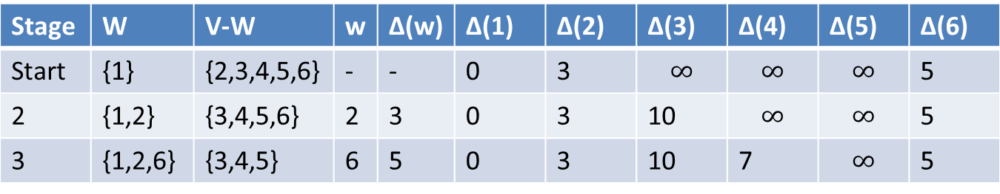 Stage W V-W w Δ(w) Δ(1) Δ(2) Δ(3) Δ(4) Δ(5) Δ(6)
Start {1} {2,3,4,5,6} - - 0 3 ∞ ∞ ∞ 5
2 {1,2} {3,4,5,6} 2 3 0 3 10 ∞ ∞ 5
3 {1,2,6} {3,4,5} 6 5 0 3 10 7 ∞ 5